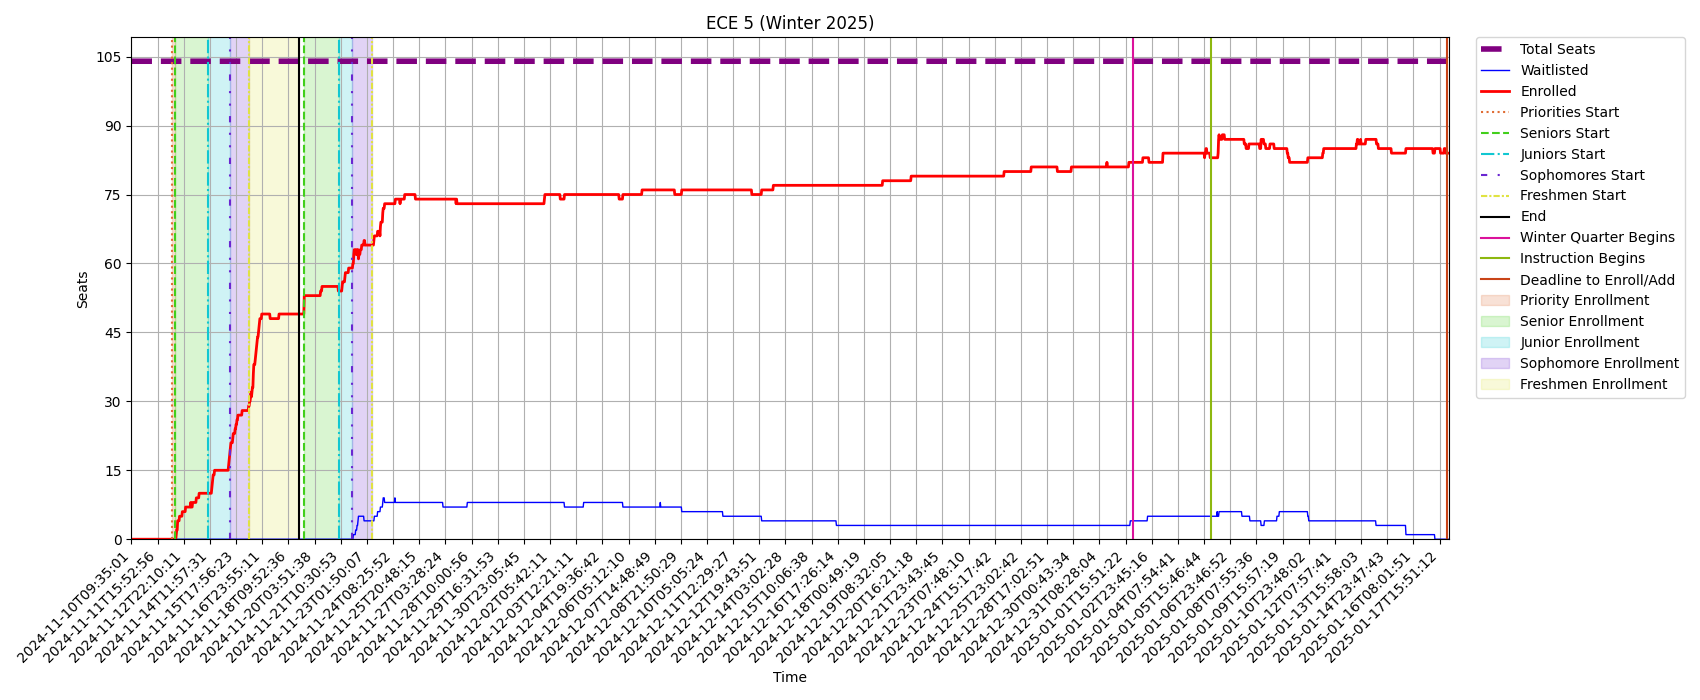 ECE 5 (Winter 2025)
Seats
105
90
75
60
45
30
15
0
2024-11-10T09:35:01
2024-11-11T15:52:56
2024-11-12T22:10:11
2024-11-14T11:57:31
2024-11-15T17:56:23
2024-11-16T23:55:11
2024-11-18T09:52:36
2024-11-20T03:51:38
2024-11-21T10:30:53
2024-11-23T01:50:07
2024-11-24T08:25:52
2024-11-25T20:48:15
2024-11-27T03:28:24
2024-11-28T10:00:56
2024-11-29T16:31:53
2024-11-30T23:05:45
2024-12-02T05:42:11
2024-12-03T12:21:11
2024-12-04T19:36:42
2024-12-06T05:12:10
2024-12-07T14:48:49
2024-12-08T21:50:29
2024-12-10T05:05:24
2024-12-11T12:29:27
2024-12-12T19:43:51
2024-12-14T03:02:28
2024-12-15T10:06:38
2024-12-16T17:26:14
2024-12-18T00:49:19
2024-12-19T08:32:05
2024-12-20T16:21:18
2024-12-21T23:43:45
2024-12-23T07:48:10
2024-12-24T15:17:42
2024-12-25T23:02:42
2024-12-28T17:02:51
2024-12-30T00:43:34
2024-12-31T08:28:04
2025-01-01T15:51:22
2025-01-02T23:45:16
2025-01-04T07:54:41
2025-01-05T15:46:44
2025-01-06T23:46:52
2025-01-08T07:55:36
2025-01-09T15:57:19
2025-01-10T23:48:02
2025-01-12T07:57:41
2025-01-13T15:58:03
2025-01-14T23:47:43
2025-01-16T08:01:51
2025-01-17T15:51:12
Time
Total Seats
Waitlisted
Enrolled
Priorities Start
Seniors Start
Juniors Start
Sophomores Start
Freshmen Start
End
Winter Quarter Begins
Instruction Begins
Deadline to Enroll/Add
Priority Enrollment
Senior Enrollment
Junior Enrollment
Sophomore Enrollment
Freshmen Enrollment